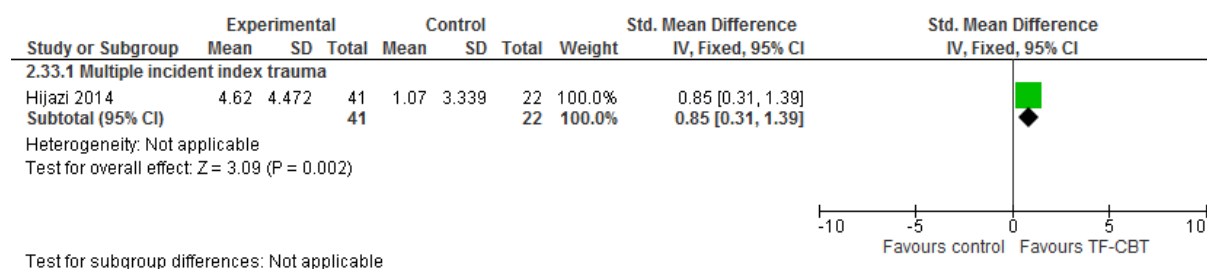 Experimental Control Std. Mean Difference Std. Mean Difference
Study or Subgroup Mean SD Total Mean SD Total Weight IV, Fixed, 95% CI IV, Fixed, 95% CI
2.33.1 Multiple incident index trauma
Hijazi 2014 4.62 4.472 41 1.07 3.339 22 100.0% 0.85 [0.31, 1.39]
Subtotal (95% CI) 41 22 100.0% 0.85 [0.31, 1.39]
Heterogeneity: Not applicable
Test for overall effect: Z = 3.09 (P = 0.002)
-10 -5 0 5 10
Favours control Favours TF-CBT
Test for subgroup differences: Not applicable